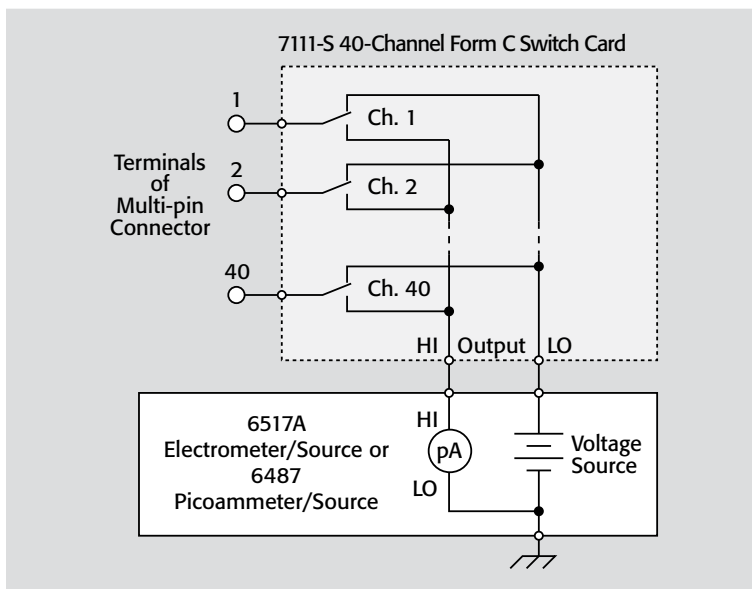 7111-S 40-Channel Form C Switch Card
1
Ch. 1
Terminals
of
Multi-pin
Connector
2
Ch. 2
40
Ch. 40
HI Output LO
6517A
Electrometer/Source or
6487
Picoammeter/Source
HI
pA
LO
Voltage
Source